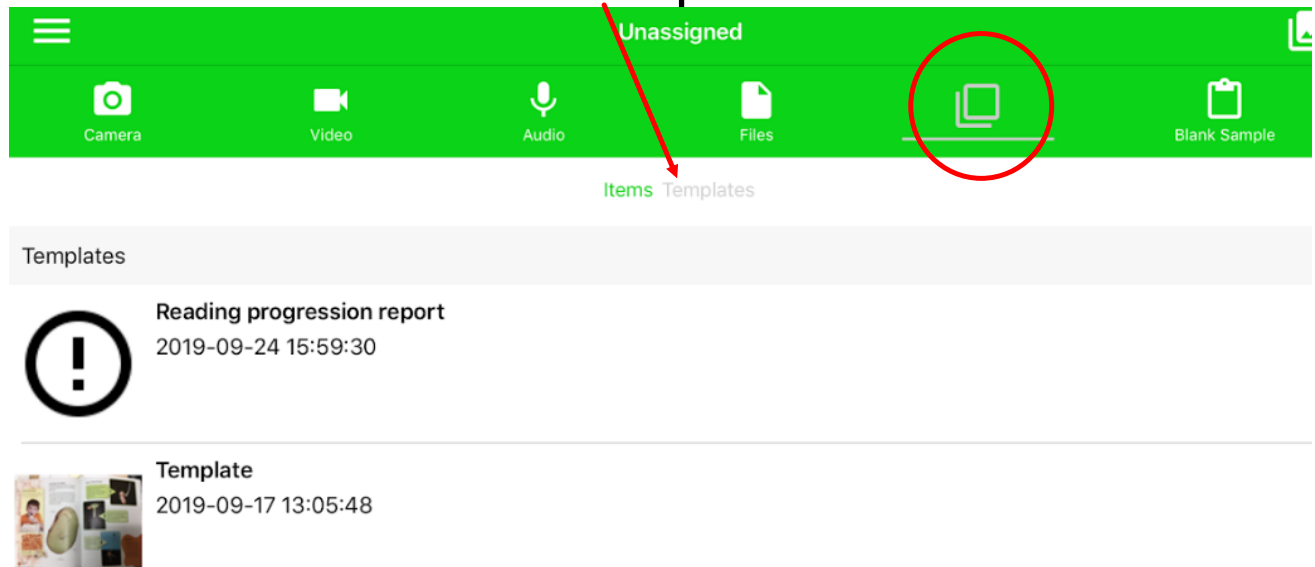 Unassigned
Camera Video Audio Files Blank Sample
Items Templates
Templates
Reading progression report
2019-09-24 15:59:30
Template
2019-09-17 13:05:48